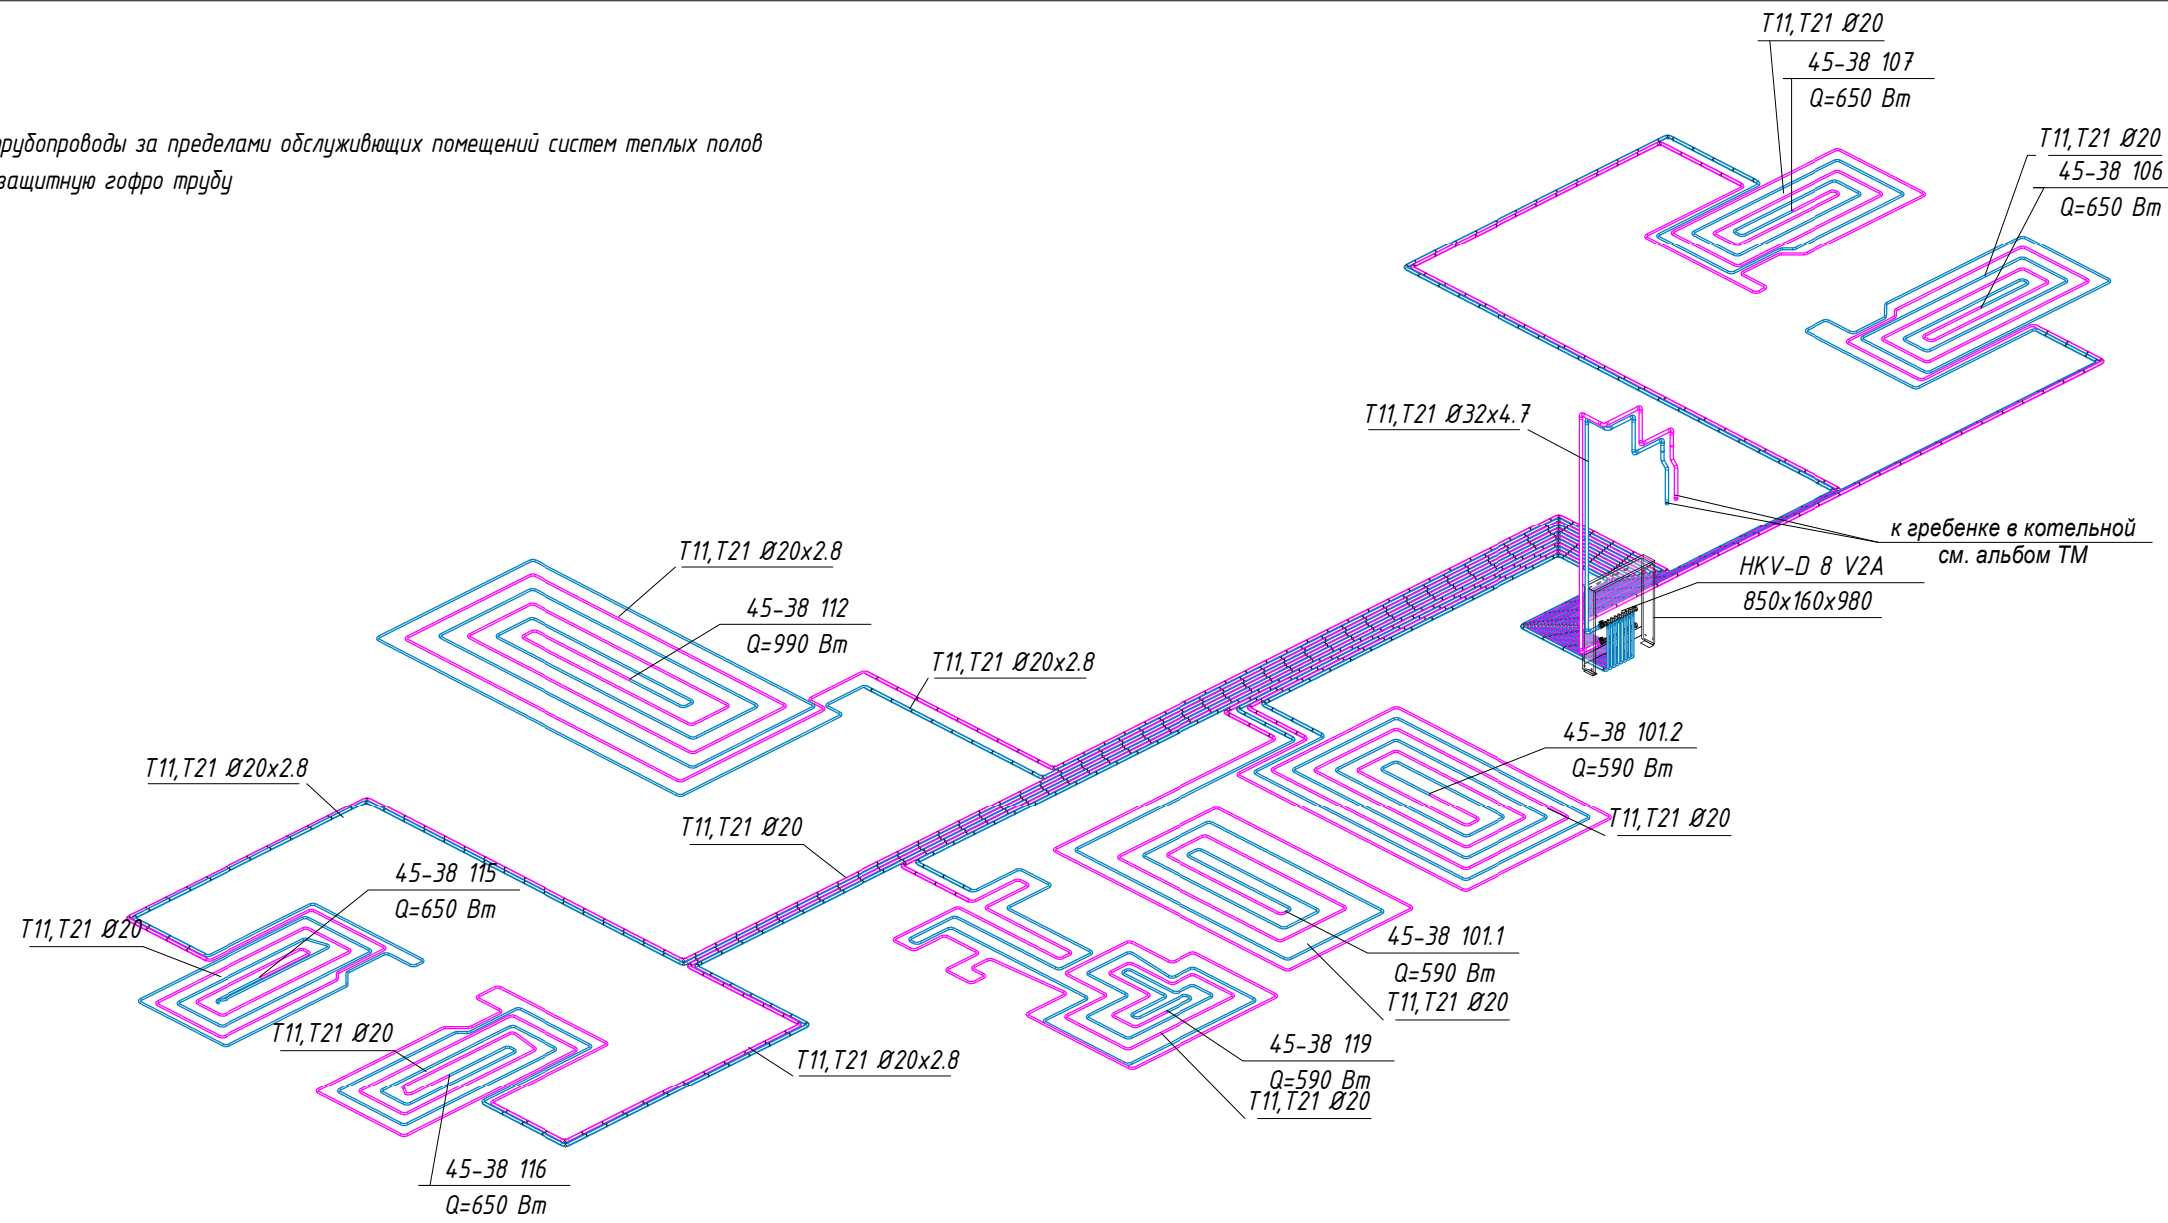 T11,T21 Ø20
45-38 107
Q=650 Вт
трубопроводы за пределами обслуживющих помещений систем теплых полов
защитную гофро трубу
T11,T21 Ø20
45-38 106
Q=650 Вт
T11,T21 Ø32x4.7
к гребенке в котельной
см. альбом ТМ
HKV-D 8 V2A
850x160x980
T11,T21 Ø20x2.8
45-38 112
Q=990 Вт
T11,T21 Ø20x2.8
45-38 101.2
Q=590 Вт
T11,T21 Ø20
T11,T21 Ø20x2.8
T11,T21 Ø20
45-38 115
Q=650 Вт
T11,T21 Ø20
45-38 101.1
Q=590 Вт
T11,T21 Ø20
T11,T21 Ø20
T11,T21 Ø20x2.8
45-38 119
Q=590 Вт
T11,T21 Ø20
45-38 116
Q=650 Вт